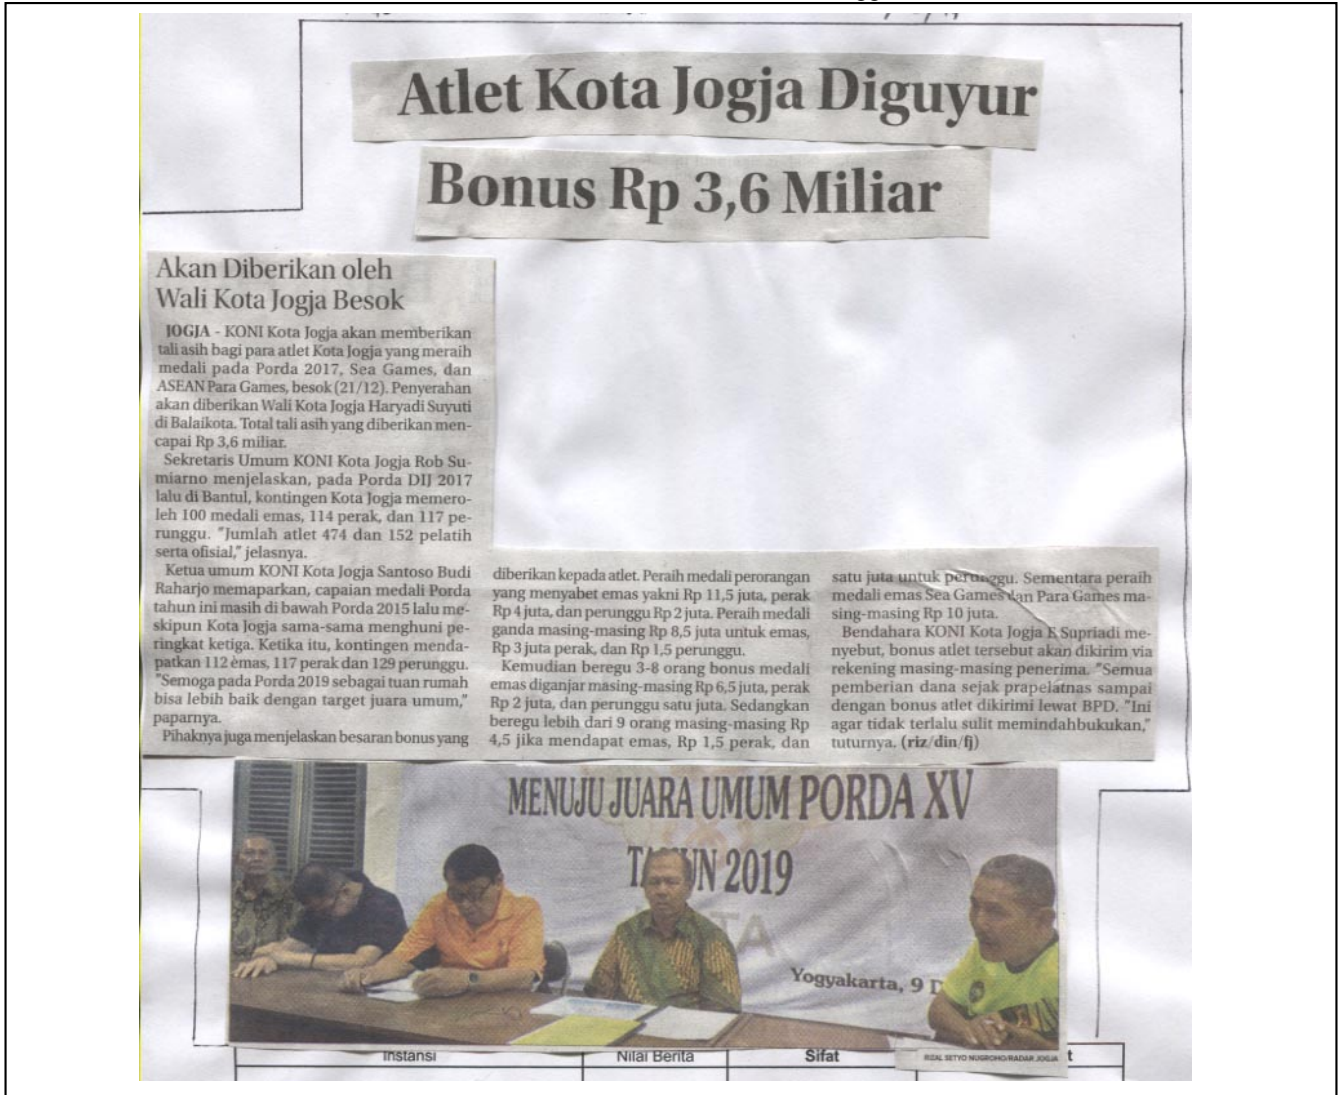 Atlet Kota Jogja Diguyur
Bonus Rp 3,6 Miliar
Akan Diberikan oleh
Wali Kota Jogja Besok
JOGJA - KONI Kota Jogja akan memberikan
tali asih bagi para atlet Kota Jogja yang meraih
medali pada Porda 2017, Sea Games, dan
ASEAN Para Games, besok (21/12). Penyerahan
akan diberikan Wali Kota Jogja Haryadi Suyuti
di Balaikota. Total tali asih yang diberikan men-
capai Rp 3,6 miliar.
Sekretaris Umum KONI Kota Jogja Rob Su-
miarno menjelaskan, pada Porda DIJ 2017
lalu di Bantul, kontingen Kota Jogja memero-
leh 100 medali emas, 114 perak, dan 117 pe-
runggu. "Jumlah atlet 474 dan 152 pelatih
serta ofisial," jelasnya.
Ketua umum KONI Kota Jogja Santoso Budi
Raharjo memaparkan, capaian medali Porda
tahun ini masih di bawah Porda 2015 lalu me-
skipun Kota Jogja sama-sama menghuni pe-
ringkat ketiga. Ketika itu, kontingen menda-
patkan 112 emas, 117 perak dan 129 perunggu.
"Semoga pada Porda 2019 sebagai tuan rumah
bisa lebih baik dengan target juara umum,"
paparnya.
Pihaknya juga menjelaskan besaran bonus yang
diberikan kepada atlet. Peraih medali perorangan
yang menyabet emas yakni Rp 11,5 juta, perak
Rp 4 juta, dan perunggu Rp 2 juta. Peraih medali
ganda masing-masing Rp 8,5 juta untuk emas,
Rp 3 juta perak, dan Rp 1,5 perunggu.
Kemudian beregu 3-8 orang bonus medali
emas diganjar masing-masing Rp 6,5 juta, perak
Rp 2 juta, dan perunggu satu juta. Sedangkan
beregu lebih dari 9 orang masing-masing Rp
4,5 jika mendapat emas, Rp 1,5 perak, dan
satu juta untuk perunggu. Sementara peraih
medali emas Sea Games dan Para Games ma-
sing-masing Rp 10 juta.
Bendahara KONI Kota Jogja E Supriadi me-
nyebut, bonus atlet tersebut akan dikirim via
rekening masing-masing penerima. "Semua
pemberian dana sejak prapelatnas sampai
dengan bonus atlet dikirimi lewat BPD. "Ini
agar tidak terlalu sulit memindahbukukan,"
tuturnya. (riz/din/fj)
MENUJU JUARA UMUM PORDA XV
TAHUN 2019
Yogyakarta, 9 D
Instansi Nilai Berita Sifat t
RIZAL SETYO NUGROHO/RADAR JOGJA